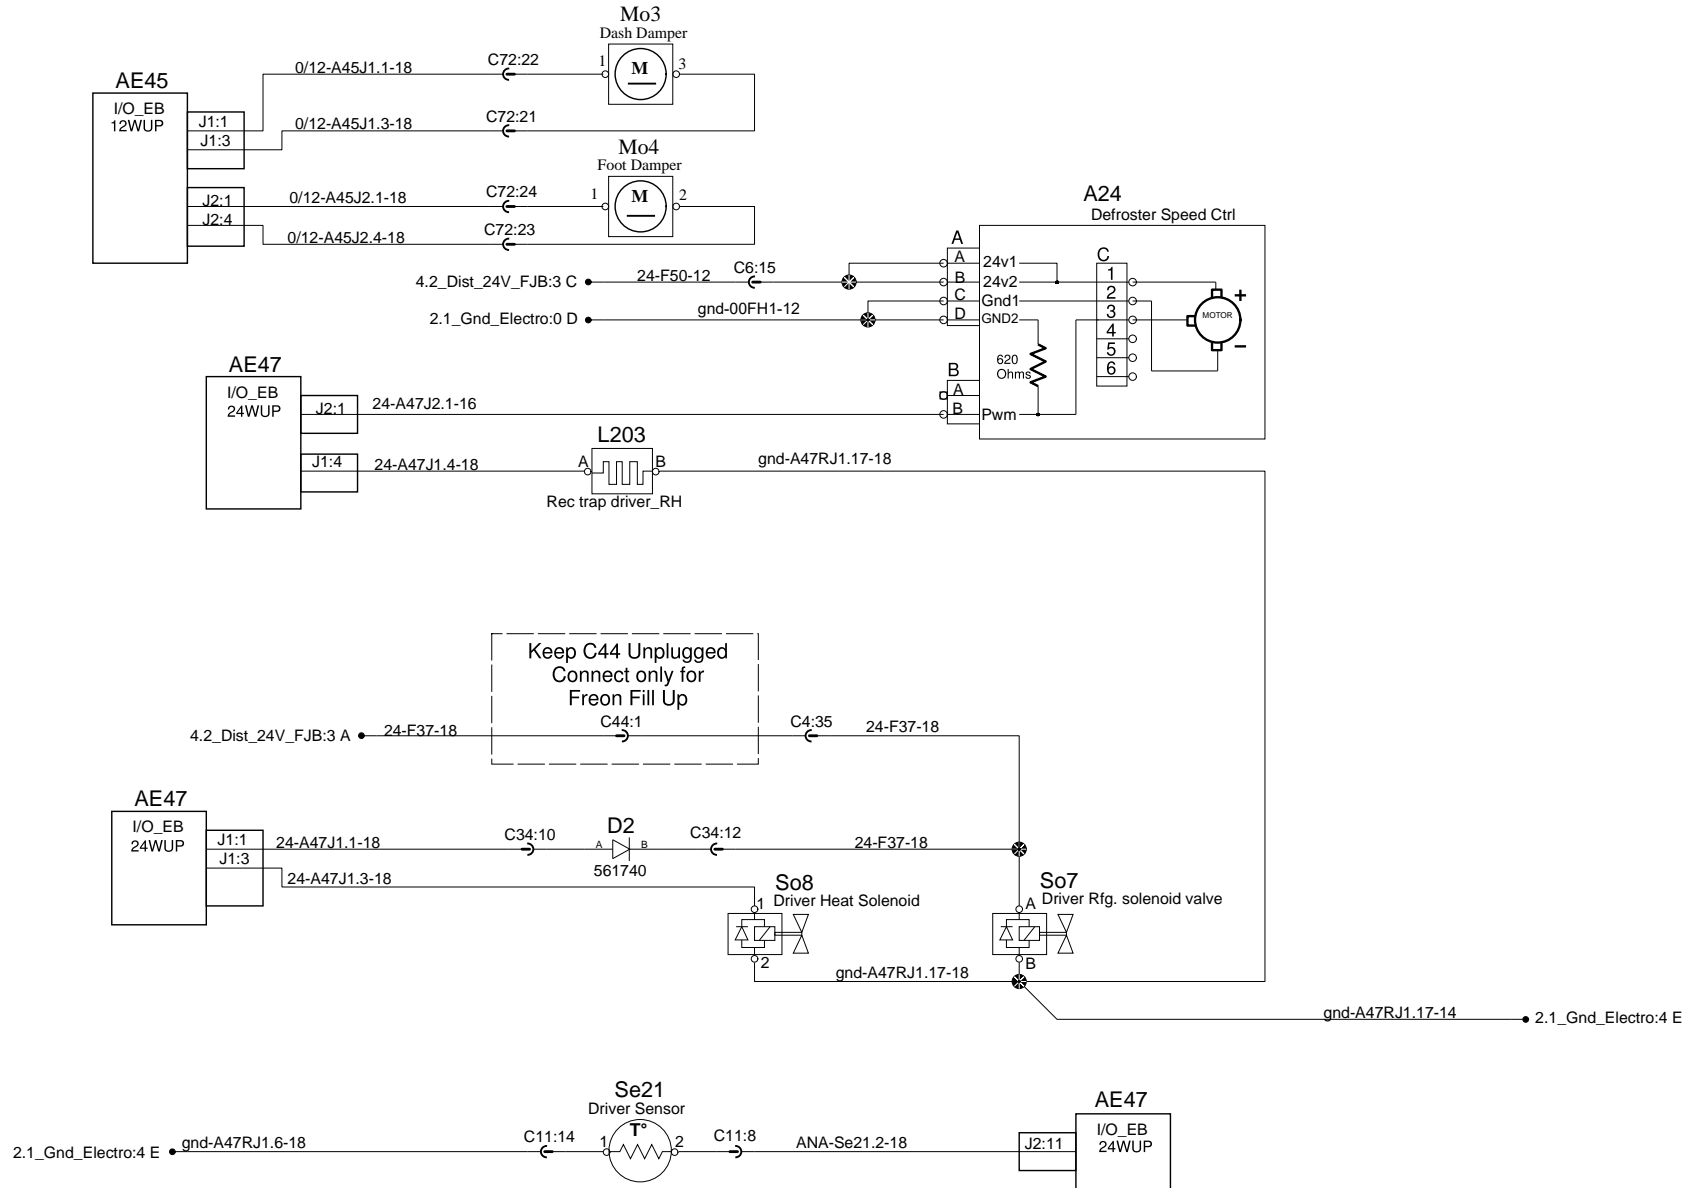 Mo3
Dash Damper
AE45
I/O_EB
12WUP
J1:1
J1:3
J2:1
J2:4
0/12-A45J1.1-18
C72:22
1
M
3
0/12-A45J1.3-18
C72:21
Mo4
Foot Damper
0/12-A45J2.1-18
C72:24
1
M
2
0/12-A45J2.4-18
C72:23
A24
Defroster Speed Ctrl
4.2_Dist_24V_FJB:3 C
24-F50-12
C6:15
2.1_Gnd_Electro:0 D
gnd-00FH1-12
A
A
B
C
D
24v1
24v2
Gnd1
GND2
620
Ohms
B
A
B
Pwm
C
1
2
3
4
5
6
MOTOR
+
−
AE47
I/O_EB
24WUP
J2:1
24-A47J2.1-16
J1:4
24-A47J1.4-18
L203
A
B
Rec trap driver_RH
gnd-A47RJ1.17-18
Keep C44 Unplugged
Connect only for
Freon Fill Up
4.2_Dist_24V_FJB:3 A
24-F37-18
C44:1
C4:35
24-F37-18
AE47
I/O_EB
24WUP
J1:1
J1:3
24-A47J1.1-18
C34:10
D2
A
B
561740
C34:12
24-F37-18
24-A47J1.3-18
So8
Driver Heat Solenoid
1
2
So7
Driver Rfg. solenoid valve
A
B
gnd-A47RJ1.17-18
gnd-A47RJ1.17-14
2.1_Gnd_Electro:4 E
Se21
Driver Sensor
T°
2.1_Gnd_Electro:4 E
gnd-A47RJ1.6-18
C11:14
1
2
C11:8
ANA-Se21.2-18
J2:11
AE47
I/O_EB
24WUP